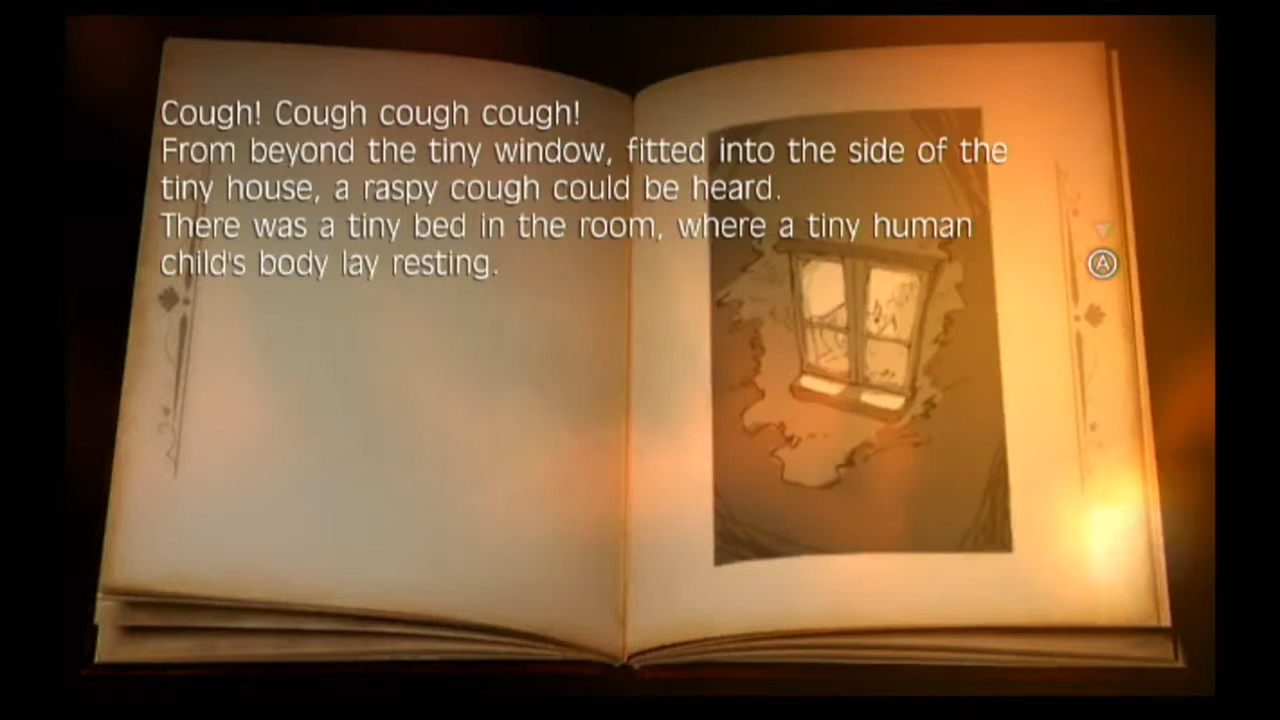 Cough! Cough cough cough!
From beyond the tiny window, fitted into the side of the
tiny house, a raspy cough could be heard.
There was a tiny bed in the room, where a tiny human
child's body lay resting.
A